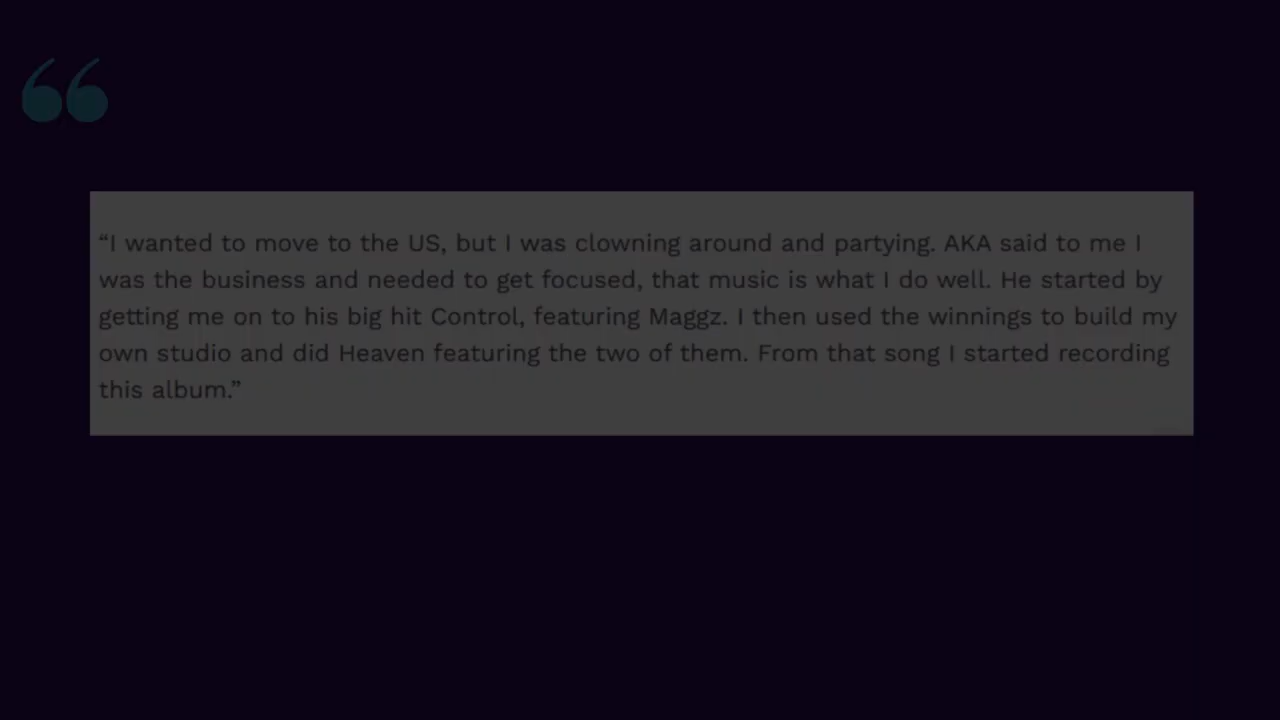 “I wanted to move to the US, but I was clowning around and partying. AKA said to me I
was the business and needed to get focused, that music is what I do well. He started by
getting me on to his big hit Control, featuring Maggz. I then used the winnings to build my
own studio and did Heaven featuring the two of them. From that song I started recording
this album.”